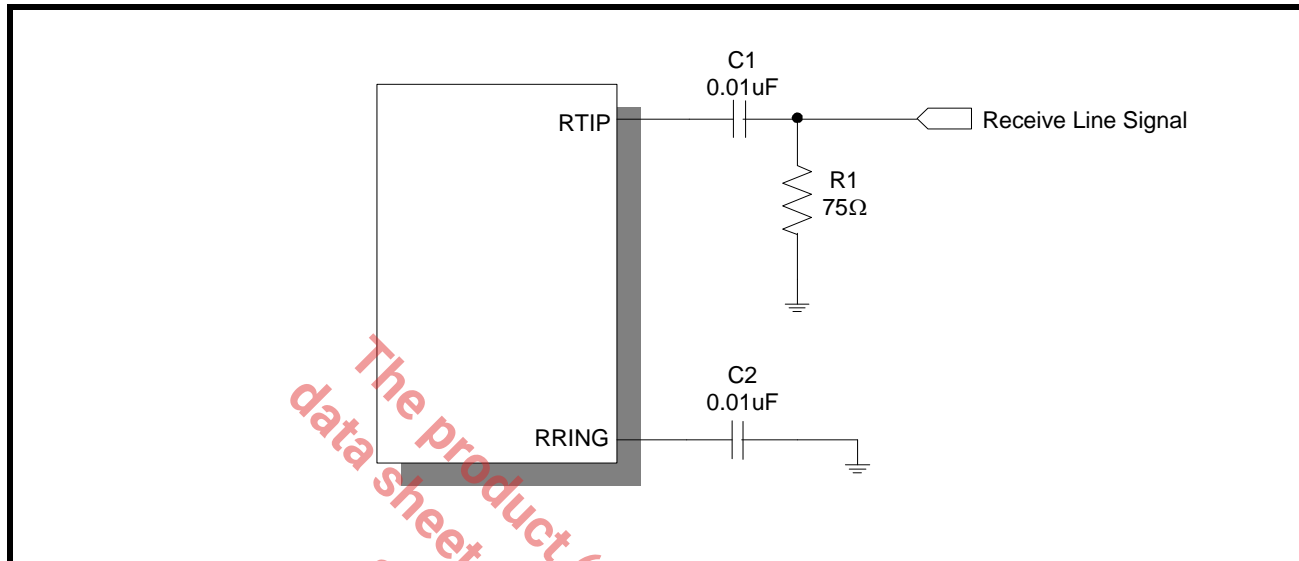 C1
0.01uF
RTIP
Receive Line Signal
R1
75Ω
C2
0.01uF
RRING
The product
data sheet